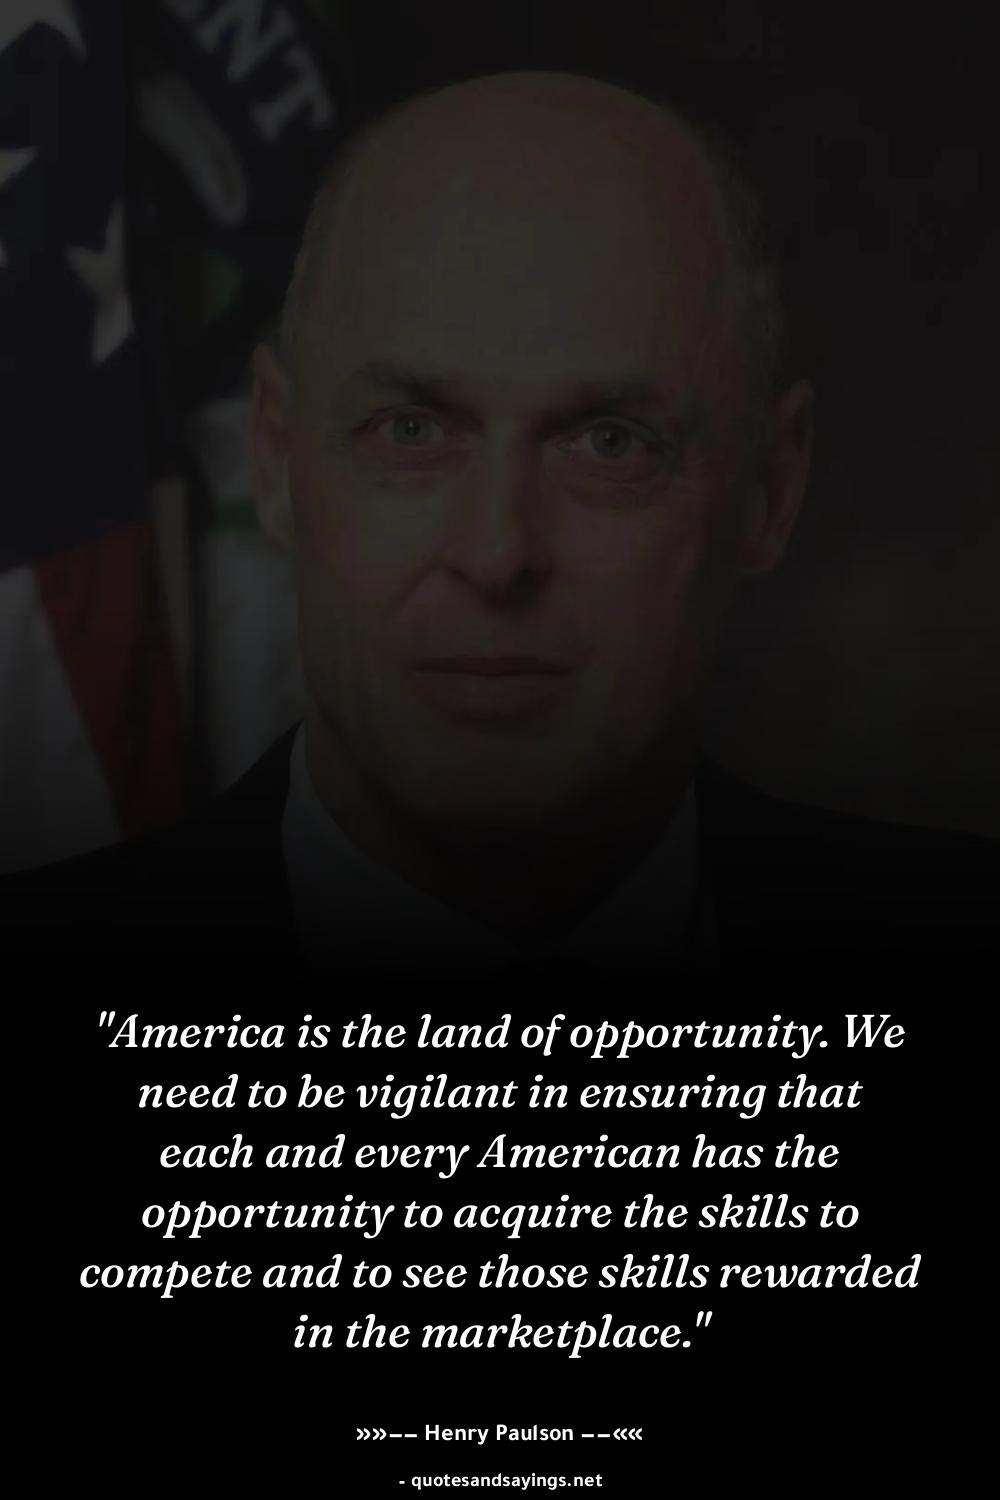 NT
"America is the land of opportunity. We
need to be vigilant in ensuring that
each and every American has the
opportunity to acquire the skills to
compete and to see those skills rewarded
in the marketplace."
»»−− Henry Paulson −−««
- quotesandsayings.net